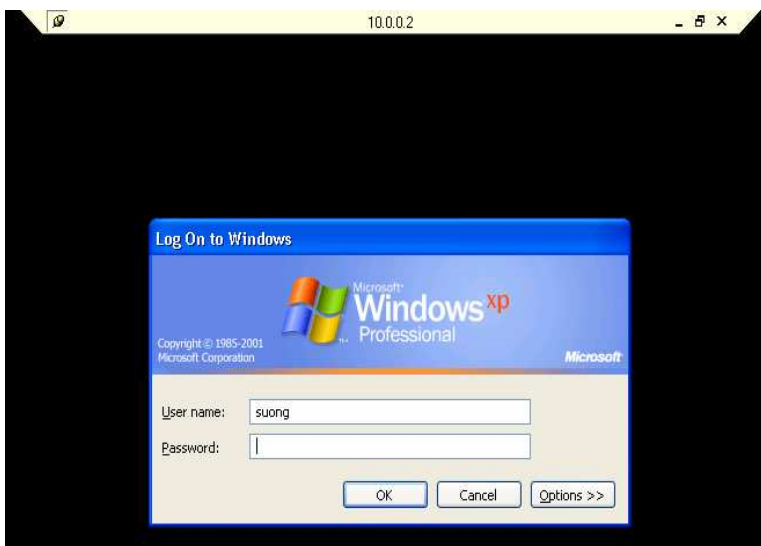 10.0.0.2
Log On to Windows
Microsoft
Windows xp
Professional
Copyright © 1985-2001
Microsoft Corporation
Microsoft
User name: suong
Password:
OK Cancel Options >>